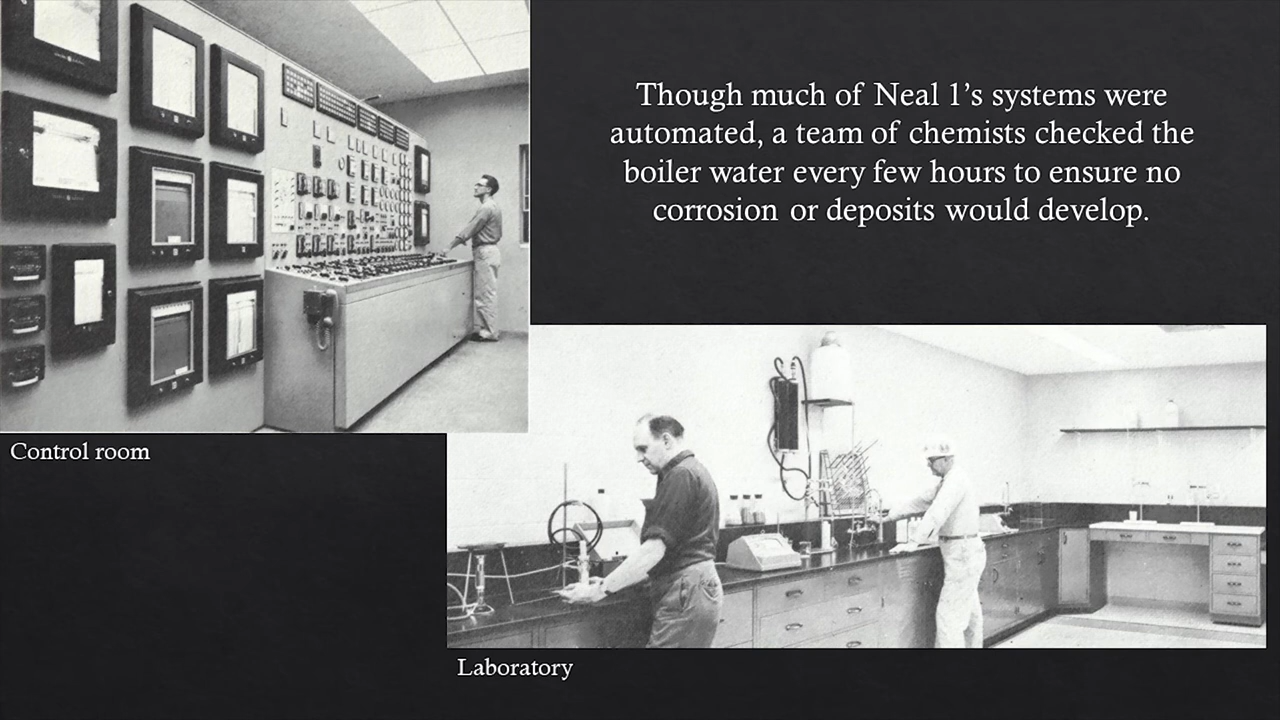 Though much of Neal 1's systems were
automated, a team of chemists checked the
boiler water every few hours to ensure no
corrosion or deposits would develop.
Control room
Laboratory